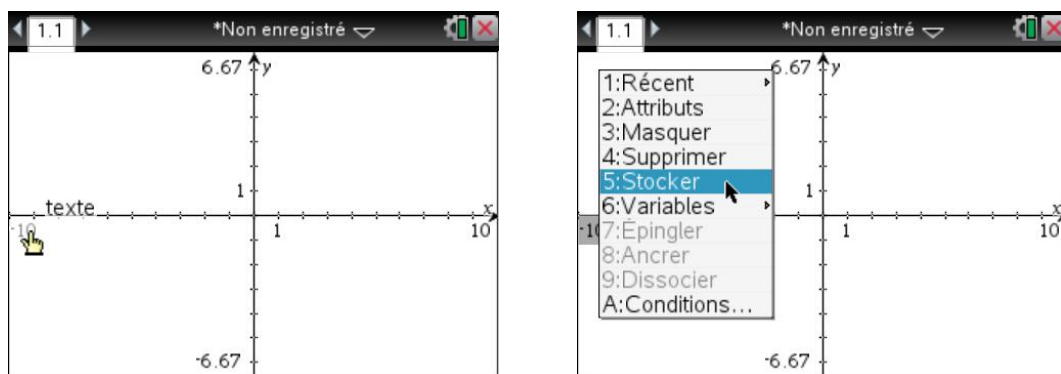 1.1 *Non enregistré
6.67 y
texte
1
x
-10
1
10
-6.67
1.1 *Non enregistré
6.67 y
1:Récent
2:Attributs
3:Masquer
4:Supprimer
5:Stocker
6:Variables
7:Épingler
8:Ancrer
9:Dissocier
A:Conditions...
1
x
-10
1
10
-6.67